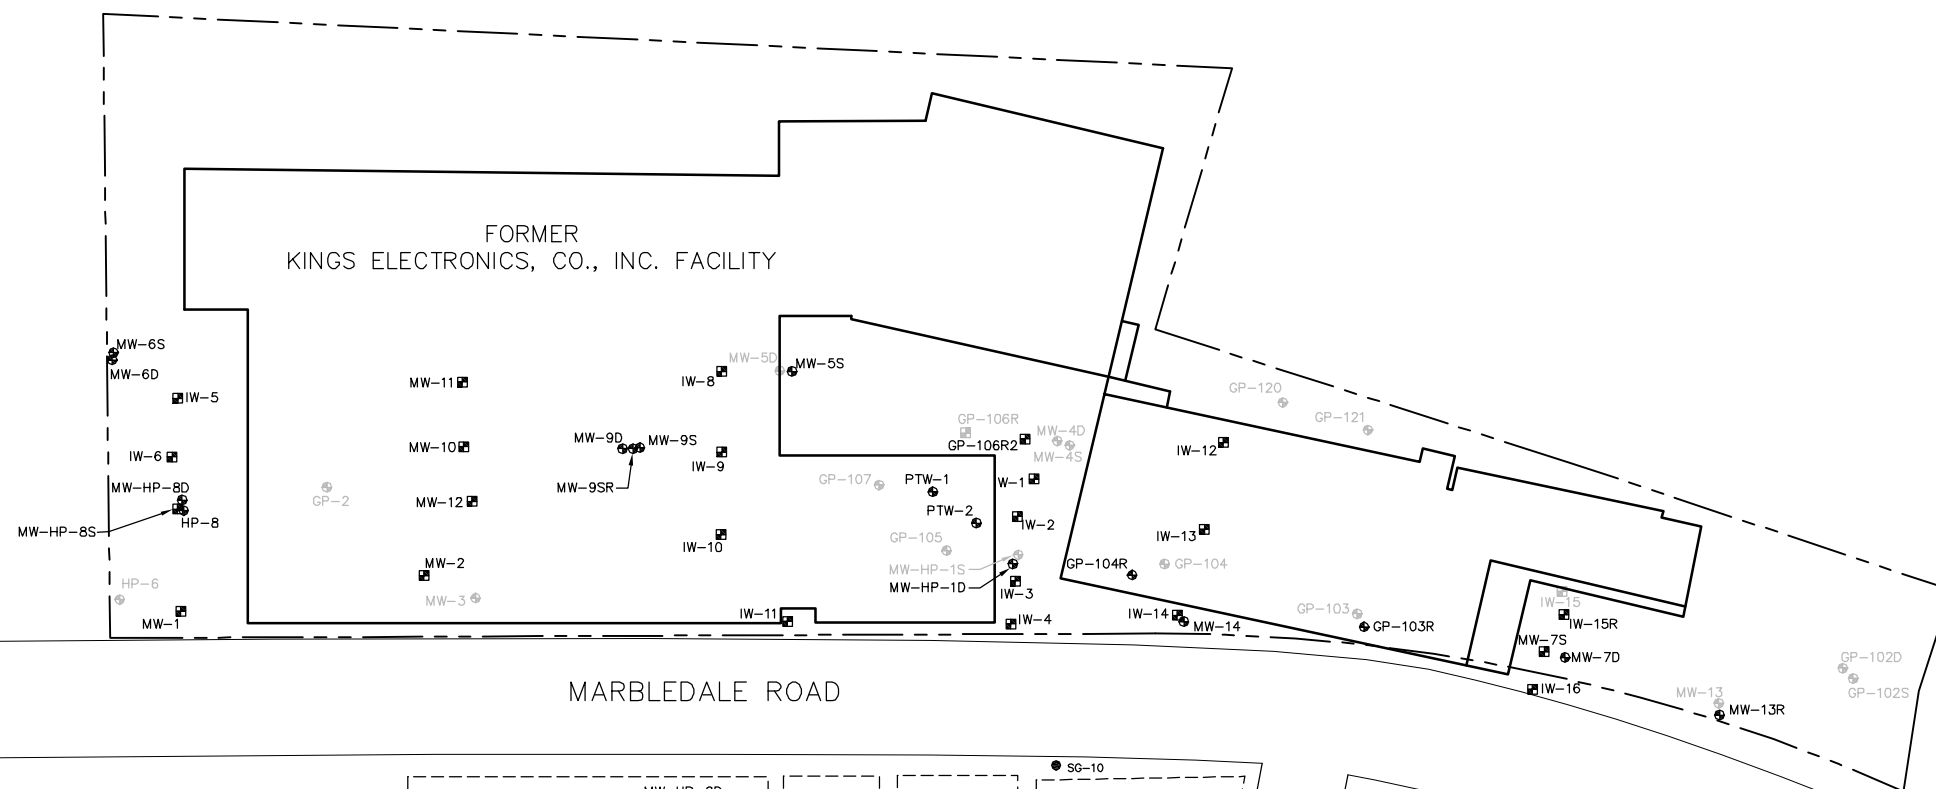 FORMER
KINGS ELECTRONICS, CO., INC. FACILITY
MW-6S
MW-6D
IW-5
IW-6
MW-HP-8D
HP-8
MW-HP-8S
HP-6
MW-1
GP-2
MW-11
MW-10
MW-12
MW-2
MW-3
MW-9D
MW-9S
MW-9SR
IW-8
IW-9
IW-10
IW-11
MW-5D
MW-5S
GP-107
PTW-1
PTW-2
GP-105
MW-HP-1S
MW-HP-1D
GP-106R
GP-106R2
MW-4D
MW-4S
W-1
IW-2
IW-3
IW-4
GP-104R
GP-104
IW-12
IW-13
IW-14
MW-14
GP-120
GP-121
GP-103
GP-103R
IW-15
IW-15R
MW-7S
MW-7D
IW-16
MW-13
MW-13R
GP-102D
GP-102S
MARBLEDALE ROAD
SG-10